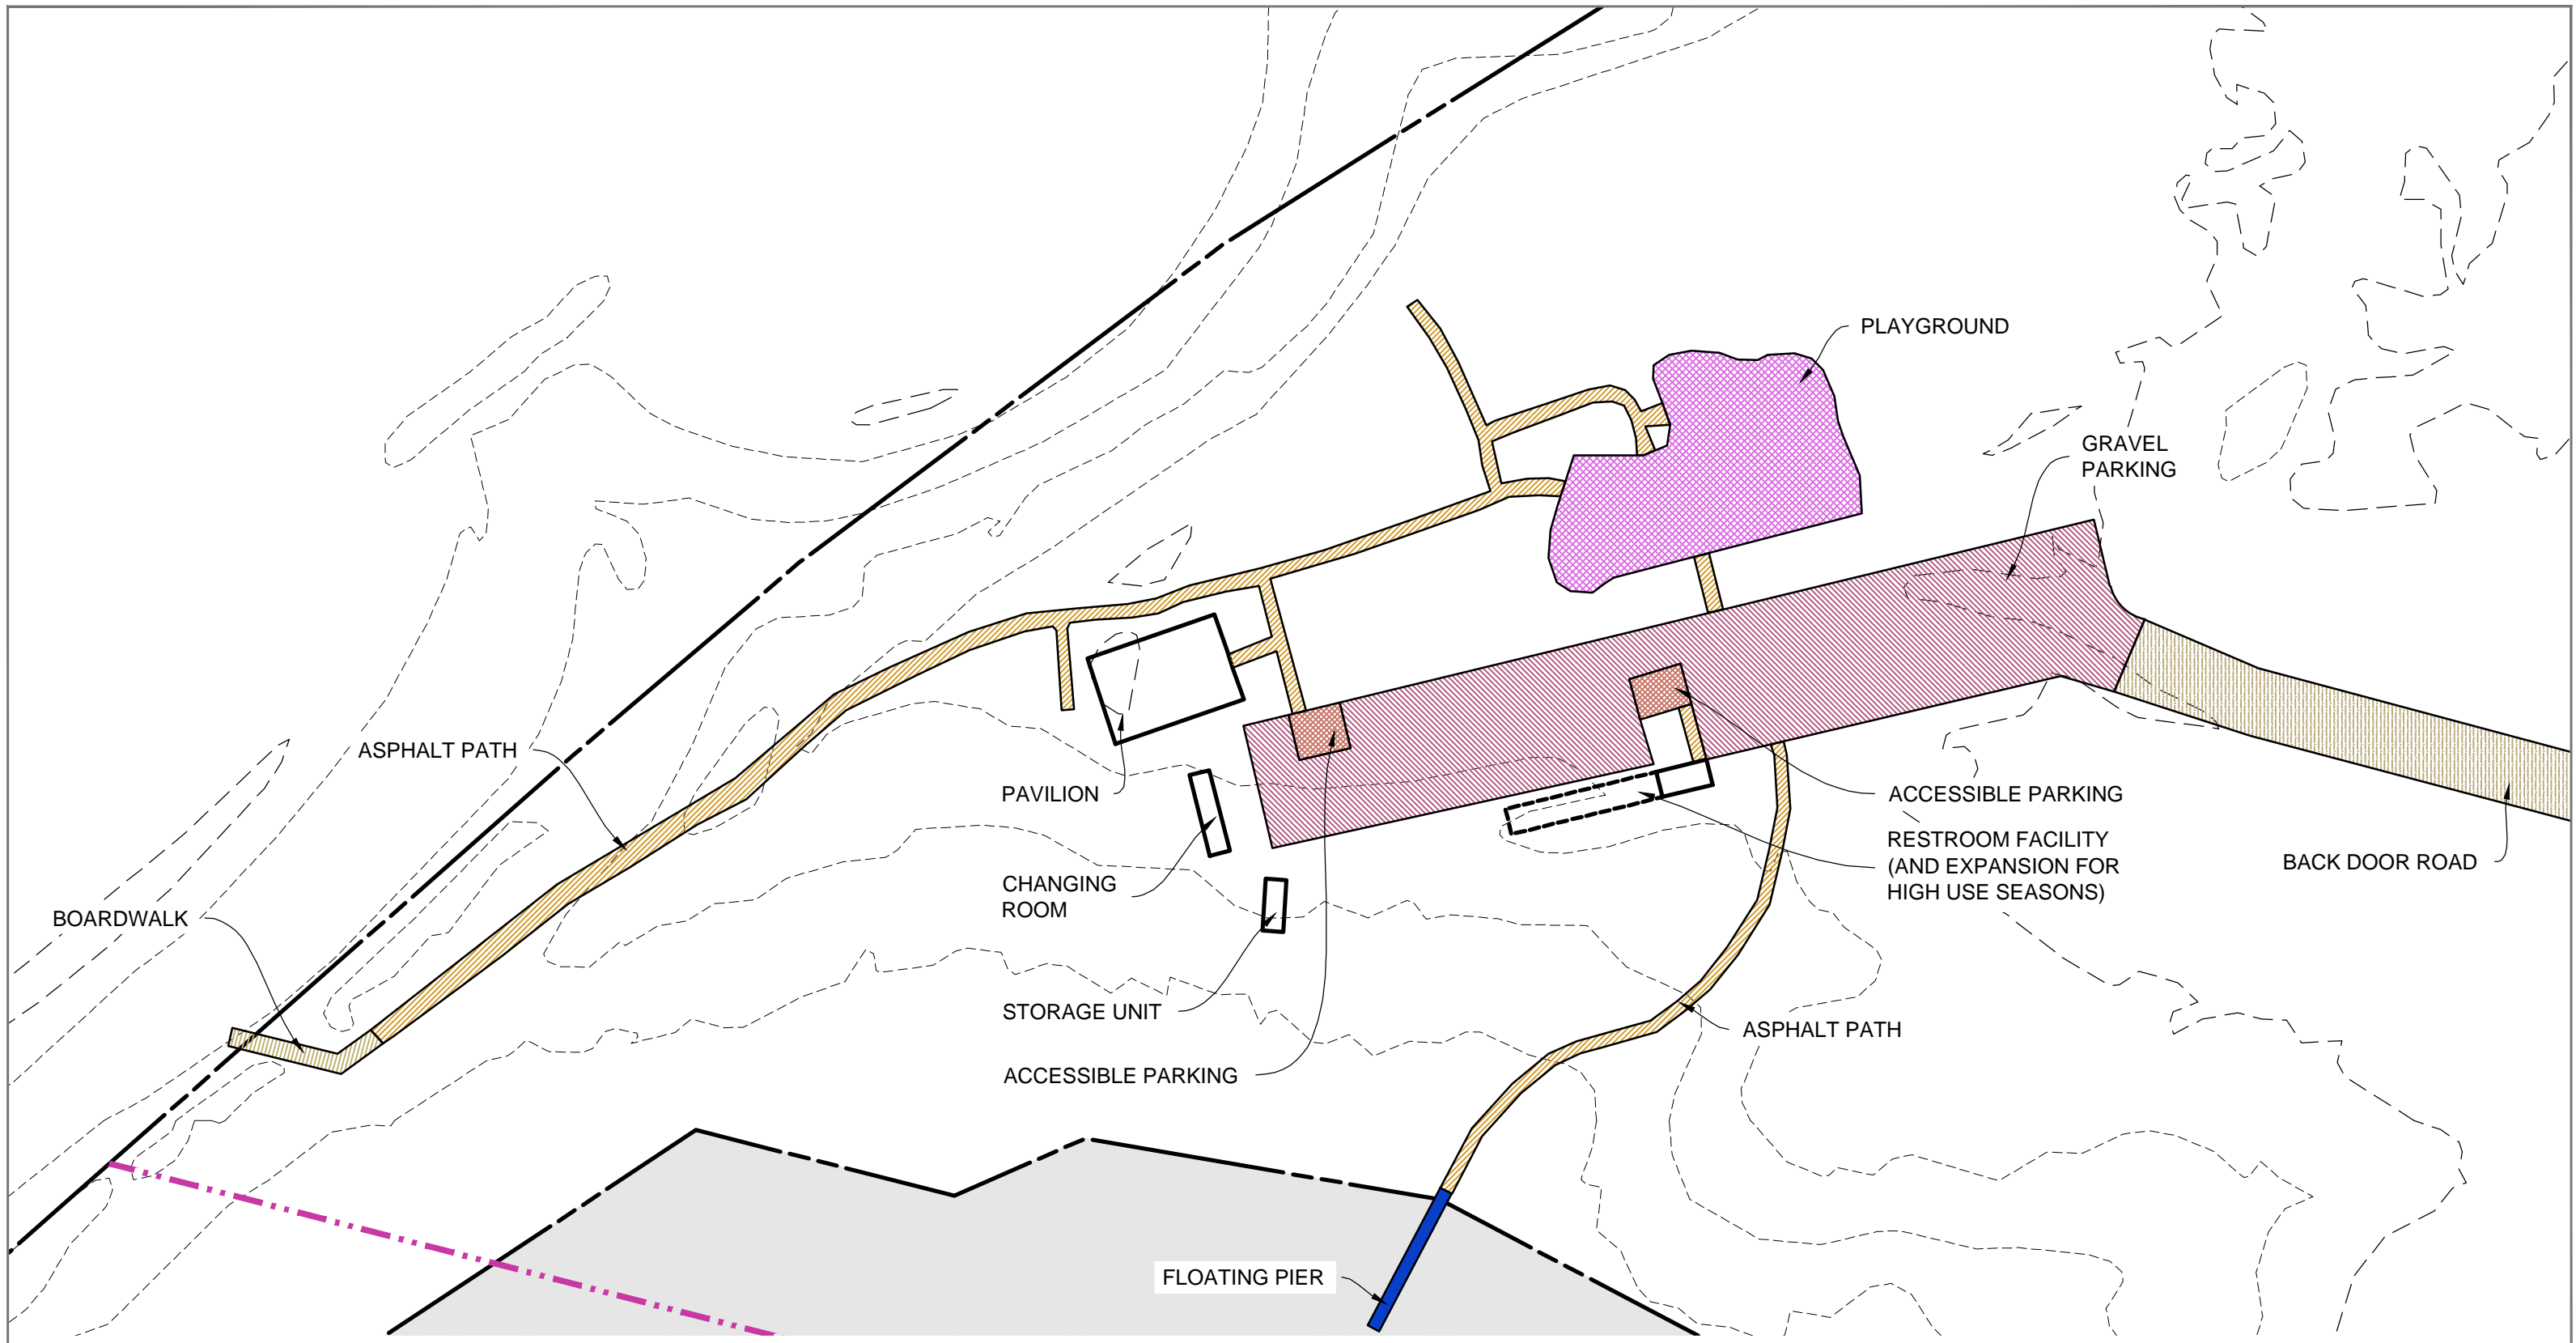 PLAYGROUND
GRAVEL
PARKING
ASPHALT PATH
PAVILION
ACCESSIBLE PARKING
RESTROOM FACILITY
(AND EXPANSION FOR
HIGH USE SEASONS)
BACK DOOR ROAD
CHANGING
ROOM
BOARDWALK
STORAGE UNIT
ASPHALT PATH
ACCESSIBLE PARKING
FLOATING PIER